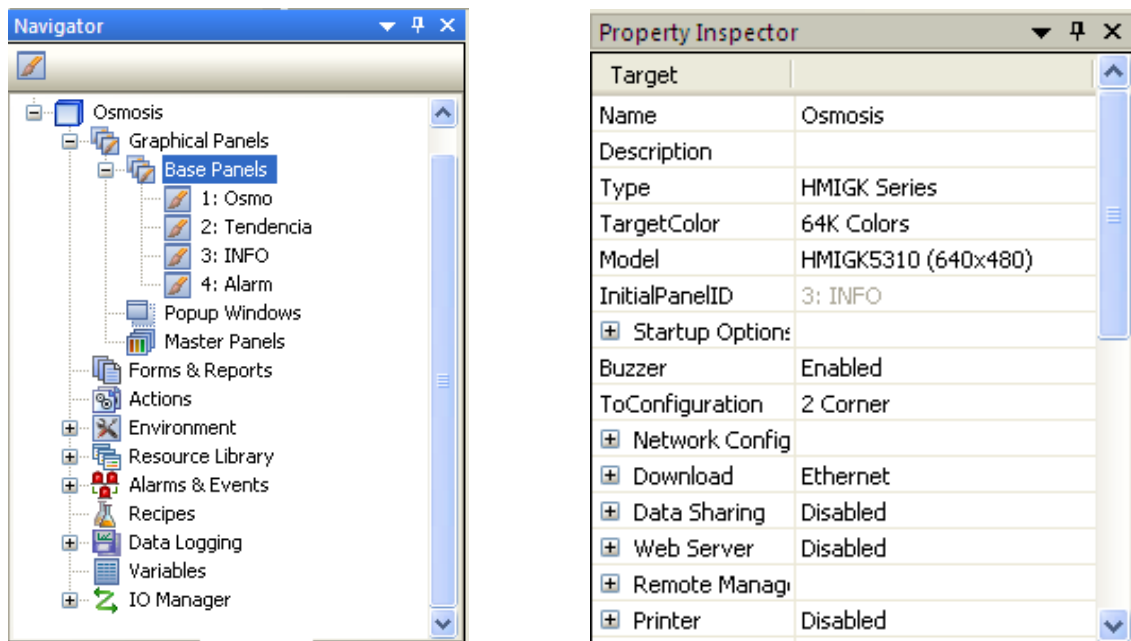 Navigator
Osmosis
Graphical Panels
Base Panels
1: Osmo
2: Tendencia
3: INFO
4: Alarm
Popup Windows
Master Panels
Forms & Reports
Actions
Environment
Resource Library
Alarms & Events
Recipes
Data Logging
Variables
IO Manager
Property Inspector
Target
Name Osmosis
Description
Type HMIGK Series
TargetColor 64K Colors
Model HMIGK5310 (640x480)
InitialPanelID 3: INFO
Startup Options
Buzzer Enabled
ToConfiguration 2 Corner
Network Config
Download Ethernet
Data Sharing Disabled
Web Server Disabled
Remote Manag
Printer Disabled